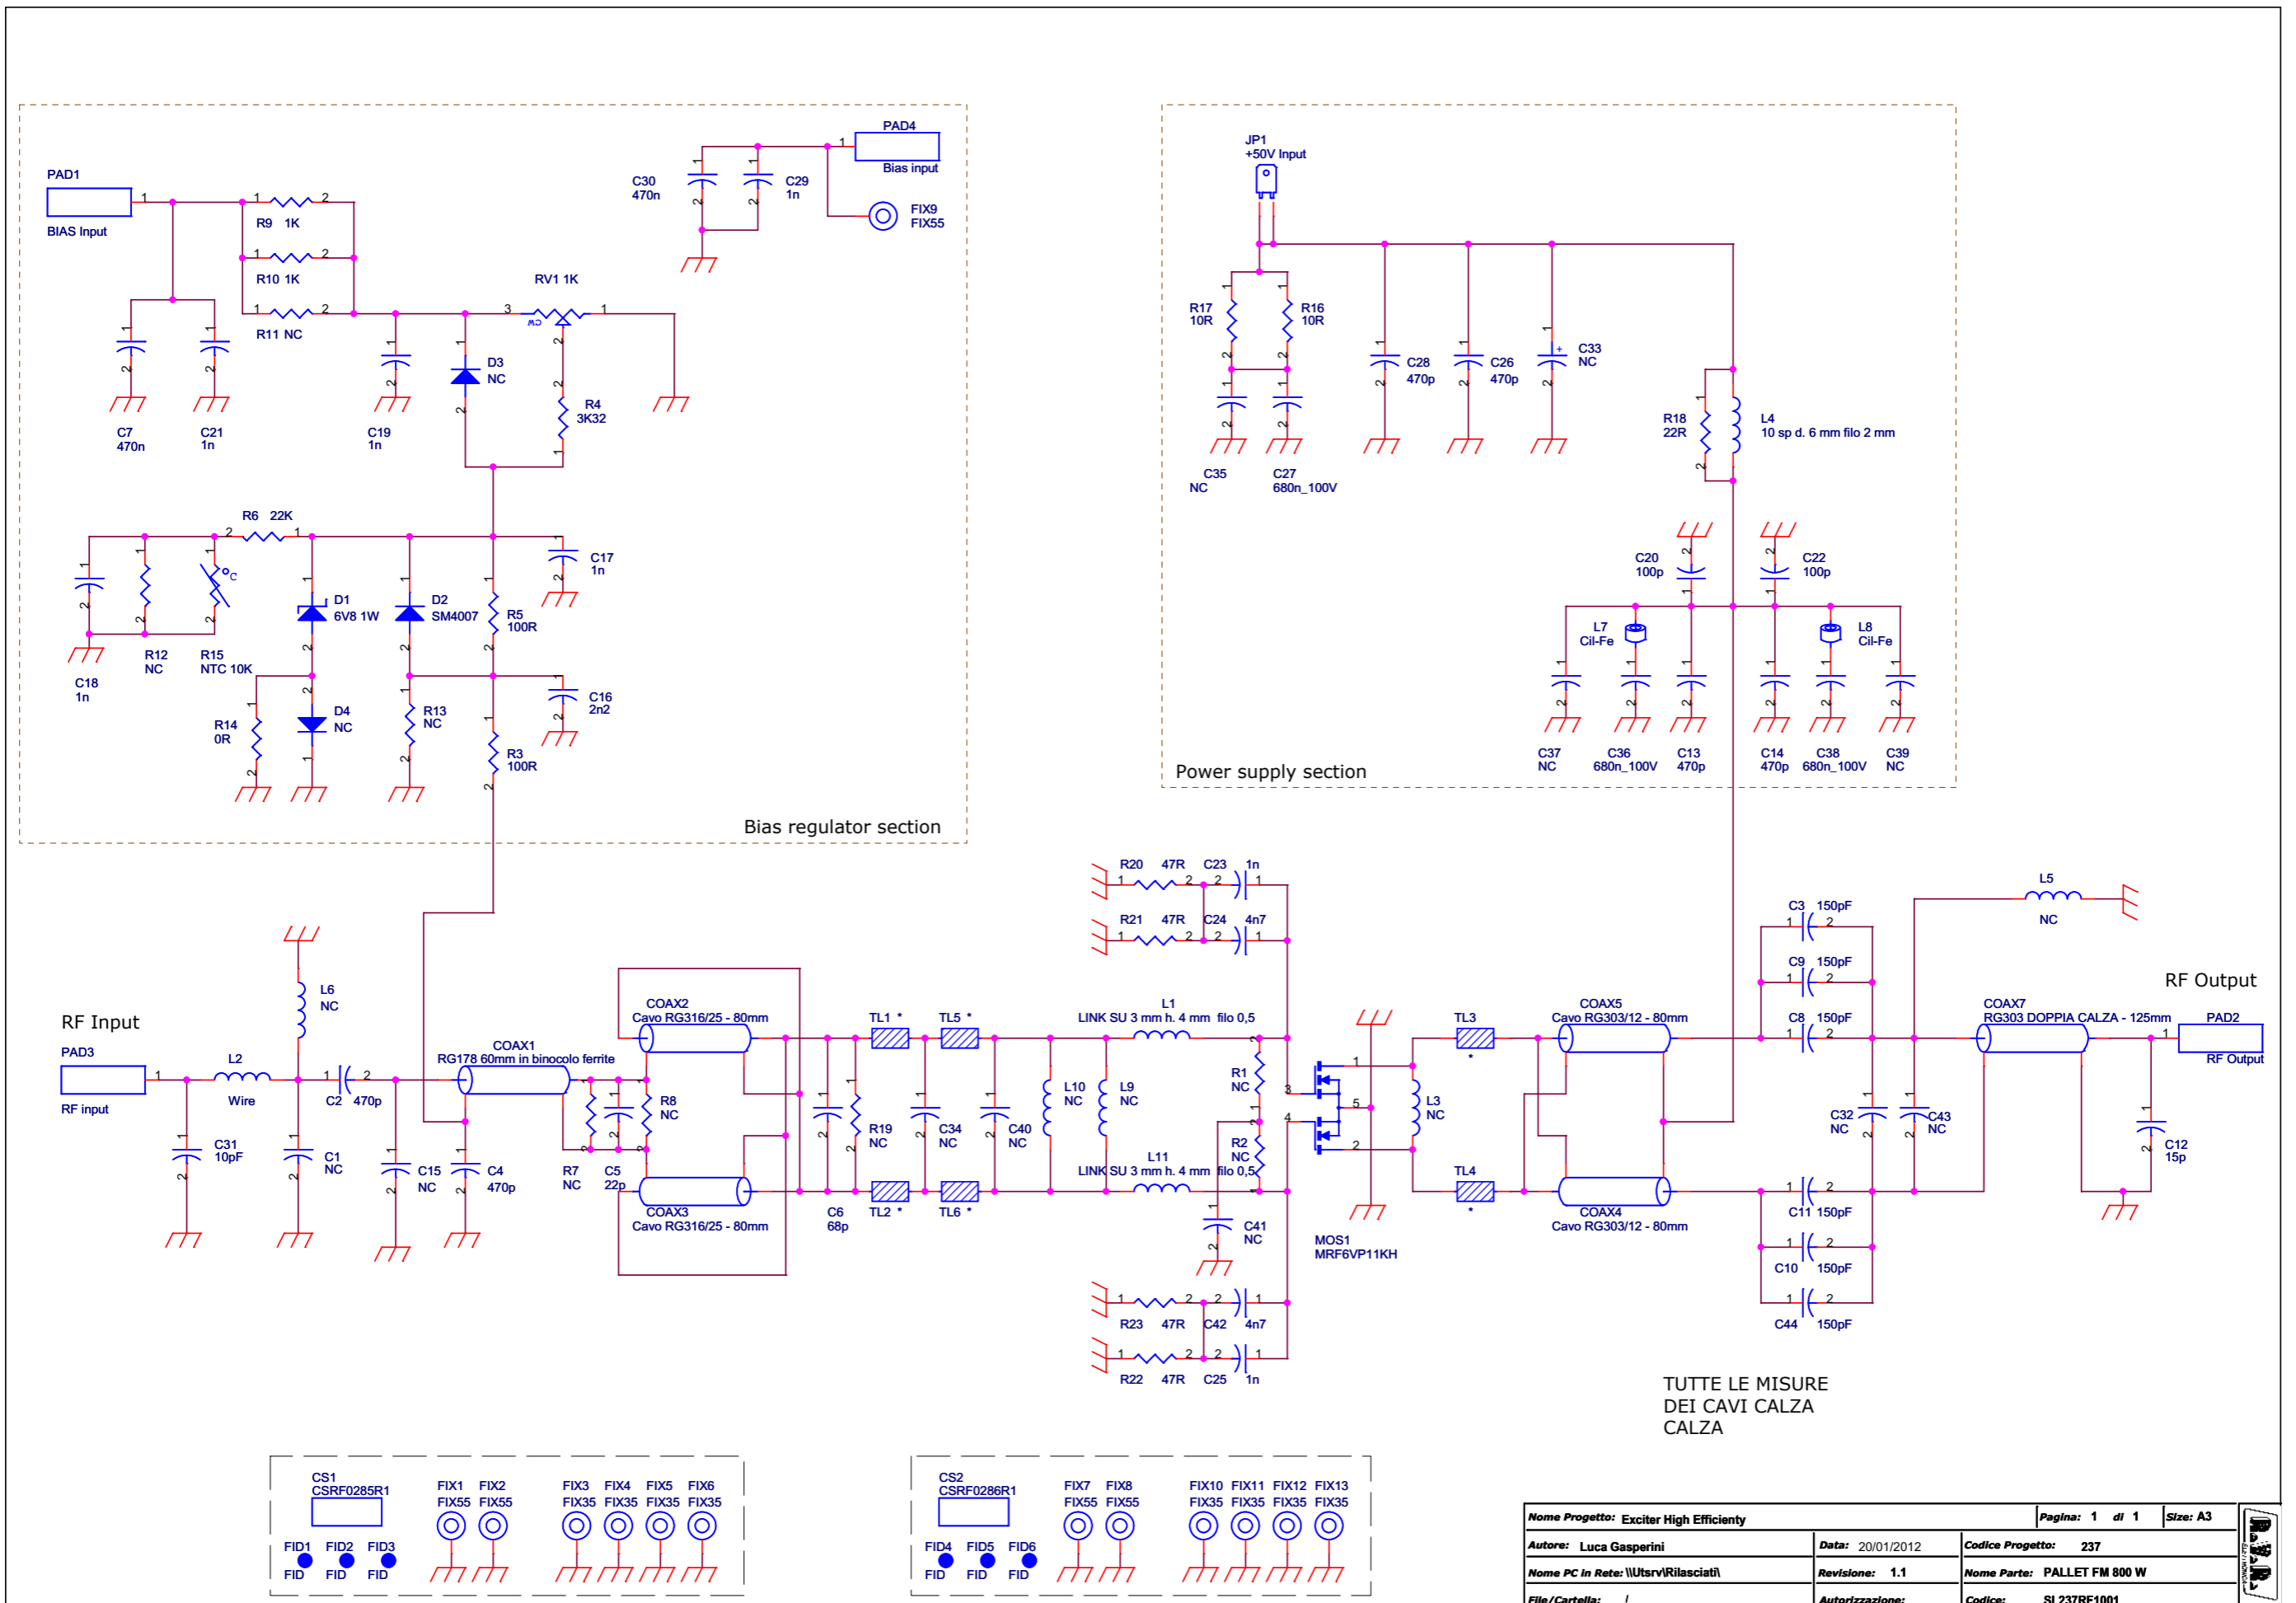 PAD1
BIAS Input
R9 1K
R10 1K
R11 NC
C7
470n
C21
1n
C19
1n
D3
NC
RV1 1K
CW
R4
3K32
C30
470n
C29
1n
PAD4
Bias input
FIX9
FIX55
R6 22K
C18
1n
R12
NC
R15
NTC 10K
°C
D1
6V8 1W
D2
SM4007
R5
100R
C17
1n
R14
0R
D4
NC
R13
NC
C16
2n2
R3
100R
Bias regulator section
JP1
+50V Input
R17
10R
R16
10R
C28
470p
C26
470p
C33
NC
C35
NC
C27
680n_100V
R18
22R
L4
10 sp d. 6 mm filo 2 mm
C20
100p
C22
100p
L7
Cil-Fe
L8
Cil-Fe
C37
NC
C36
680n_100V
C13
470p
C14
470p
C38
680n_100V
C39
NC
Power supply section
RF Input
PAD3
RF input
C31
10pF
L2
Wire
L6
NC
C1
NC
C2 470p
C15
NC
C4
470p
COAX1
RG178 60mm in binocolo ferrite
R7
NC
C5
22p
R8
NC
COAX2
Cavo RG316/25 - 80mm
COAX3
Cavo RG316/25 - 80mm
C6
68p
R19
NC
TL1 *
TL5 *
TL2 *
TL6 *
C34
NC
C40
NC
L10
NC
L9
NC
L1
LINK SU 3 mm h. 4 mm filo 0,5
L11
LINK SU 3 mm h. 4 mm filo 0,5
R20 47R C23 1n
R21 47R C24 4n7
R1
NC
R2
NC
C41
NC
R23 47R C42 4n7
R22 47R C25 1n
MOS1
MRF6VP11KH
L3
NC
TL3
*
TL4
*
COAX5
Cavo RG303/12 - 80mm
COAX4
Cavo RG303/12 - 80mm
C3 150pF
C9 150pF
C8 150pF
C11 150pF
C10 150pF
C44 150pF
C32
NC
C43
NC
L5
NC
COAX7
RG303 DOPPIA CALZA - 125mm
RF Output
PAD2
RF Output
C12
15p
TUTTE LE MISURE
DEI CAVI CALZA
CALZA
CS1
CSRF0285R1
FID1 FID2 FID3
FID FID FID
FIX1 FIX2 FIX3 FIX4 FIX5 FIX6
FIX55 FIX55 FIX35 FIX35 FIX35 FIX35
CS2
CSRF0286R1
FID4 FID5 FID6
FID FID FID
FIX7 FIX8 FIX10 FIX11 FIX12 FIX13
FIX55 FIX55 FIX35 FIX35 FIX35 FIX35
Nome Progetto: Exciter High Efficienty Pagina: 1 di 1 Size: A3
Autore: Luca Gasperini Data: 20/01/2012 Codice Progetto: 237
Nome PC in Rete: \\Utsrv\Rilasciati\ Revisione: 1.1 Nome Parte: PALLET FM 800 W
File/Cartella: / Autorizzazione: Codice: SL237RF1001